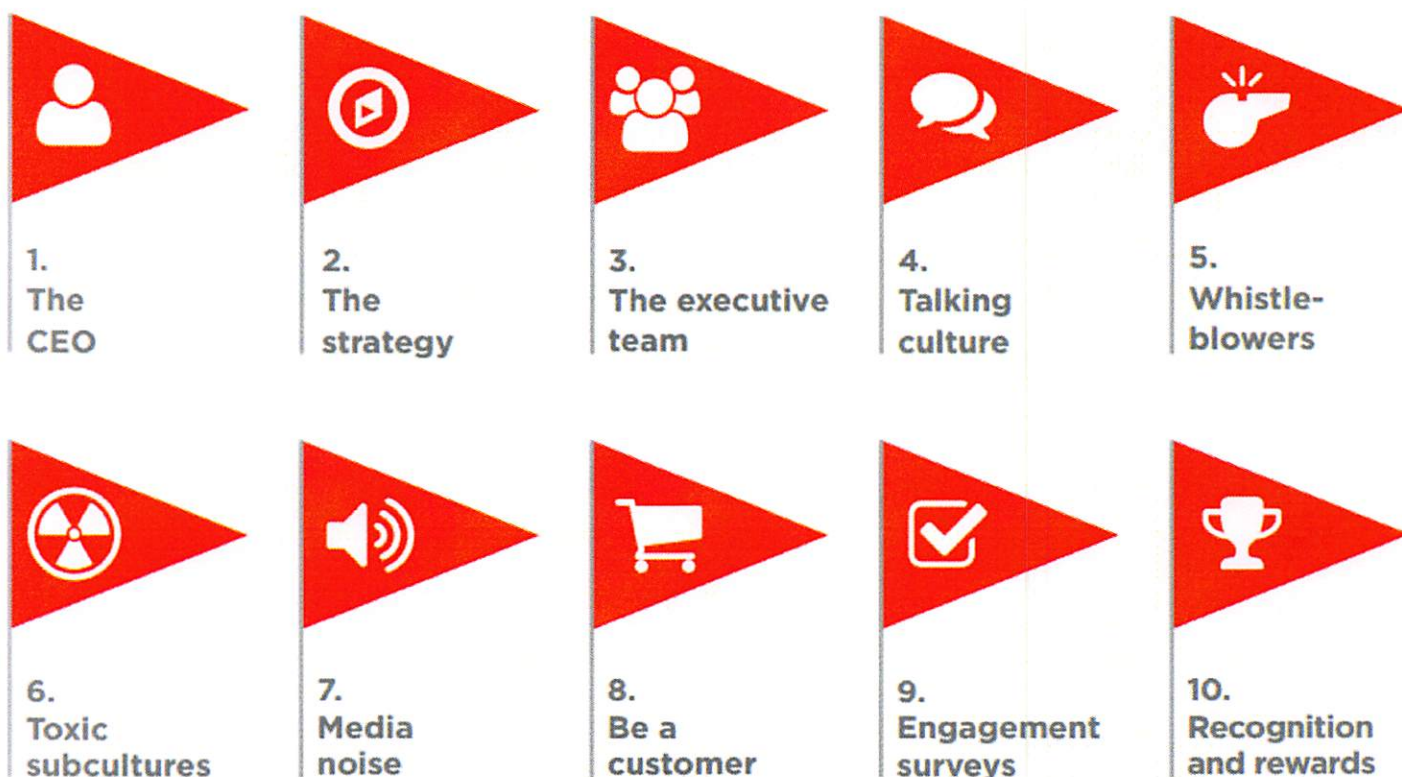 1.
The
CEO
2.
The
strategy
3.
The executive
team
4.
Talking
culture
5.
Whistle-
blowers
6.
Toxic
subcultures
7.
Media
noise
8.
Be a
customer
9.
Engagement
surveys
10.
Recognition
and rewards